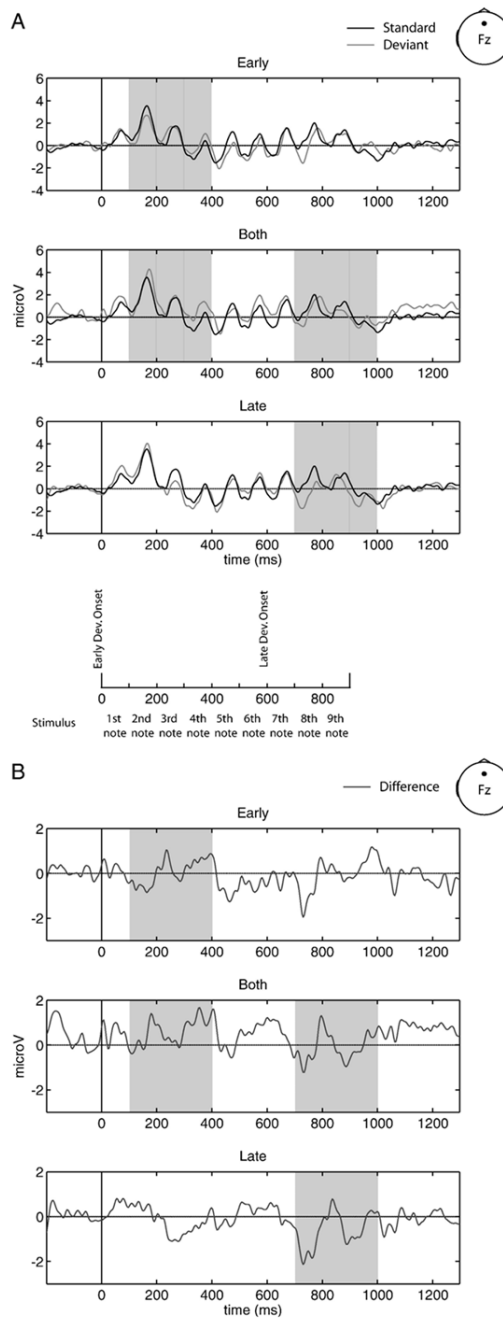 A
Standard
Deviant
Fz
Early
6
4
2
0
-2
-4
0 200 400 600 800 1000 1200
Both
6
4
2
0
-2
-4
microV
0 200 400 600 800 1000 1200
Late
6
4
2
0
-2
-4
0 200 400 600 800 1000 1200
time (ms)
Early Dev. Onset
Late Dev. Onset
0 200 400 600 800
Stimulus
1st 2nd 3rd 4th 5th 6th 7th 8th 9th
note note note note note note note note note
B
Difference
Fz
Early
2
0
-2
0 200 400 600 800 1000 1200
Both
2
0
-2
microV
0 200 400 600 800 1000 1200
Late
2
0
-2
0 200 400 600 800 1000 1200
time (ms)